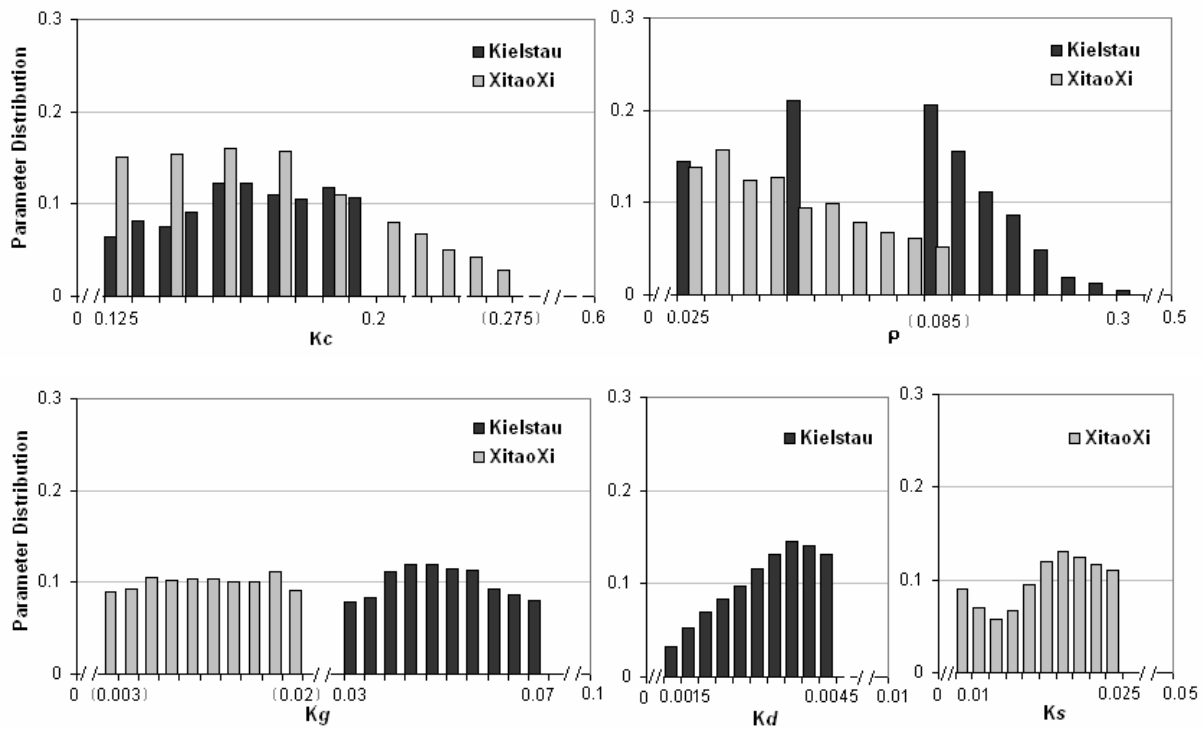 0.3
0.2
0.1
0
Parameter Distribution
Kielstau
XitaoXi
0 0.125 0.2 (0.275) 0.6
Kc
0.3
0.2
0.1
0
Kielstau
XitaoXi
0 0.025 (0.085) 0.3 0.5
ρ
0.3
0.2
0.1
0
Parameter Distribution
Kielstau
XitaoXi
0 (0.003) (0.02) 0.03 0.07 0.1
Kg
0.3
0.2
0.1
0
Kielstau
0 0.0015 0.0045 0.01
Kd
0.3
0.2
0.1
0
XitaoXi
0 0.01 0.025 0.05
Ks